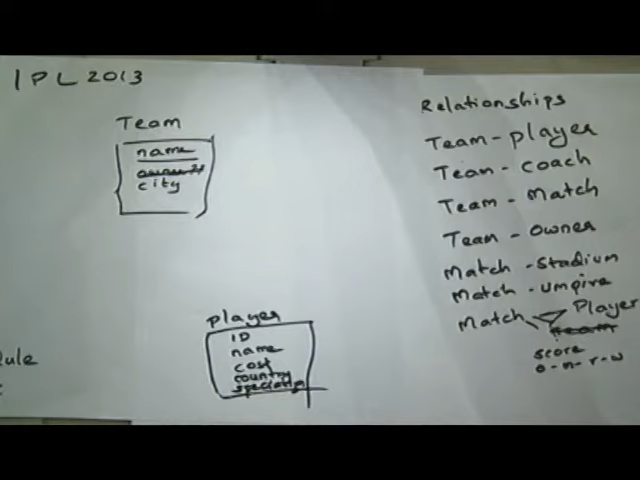 IPL 2013
Team
name
city
Player
ID
name
cost
country
Relationships
Team - player
Team - coach
Team - Match
Team - owner
Match - Stadium
Match - Umpire
Match Player
team
score
o-m-r-w